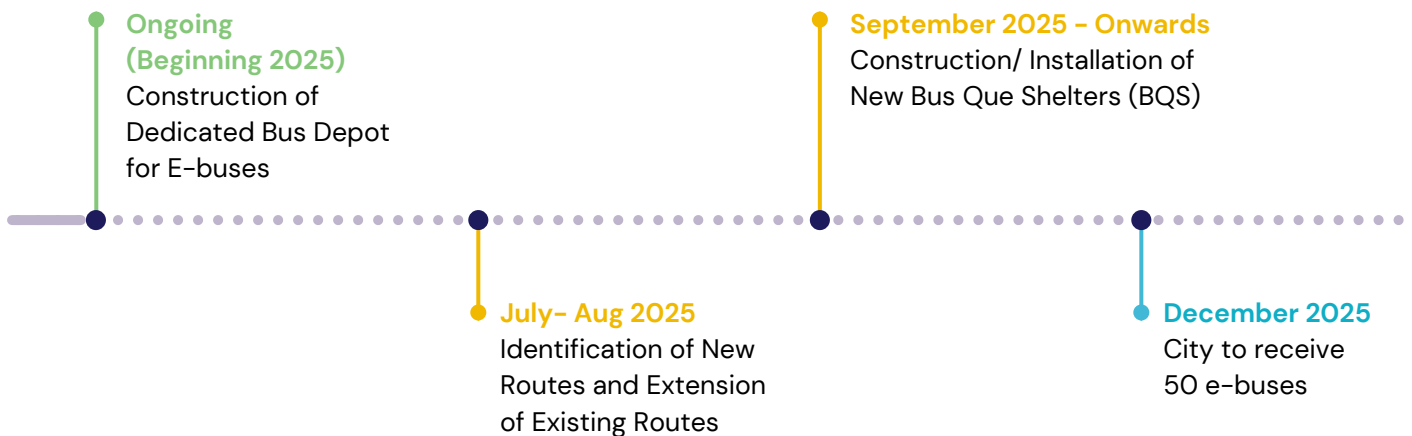 Ongoing
(Beginning 2025)
Construction of
Dedicated Bus Depot
for E-buses
July- Aug 2025
Identification of New
Routes and Extension
of Existing Routes
September 2025 - Onwards
Construction/ Installation of
New Bus Que Shelters (BQS)
December 2025
City to receive
50 e-buses